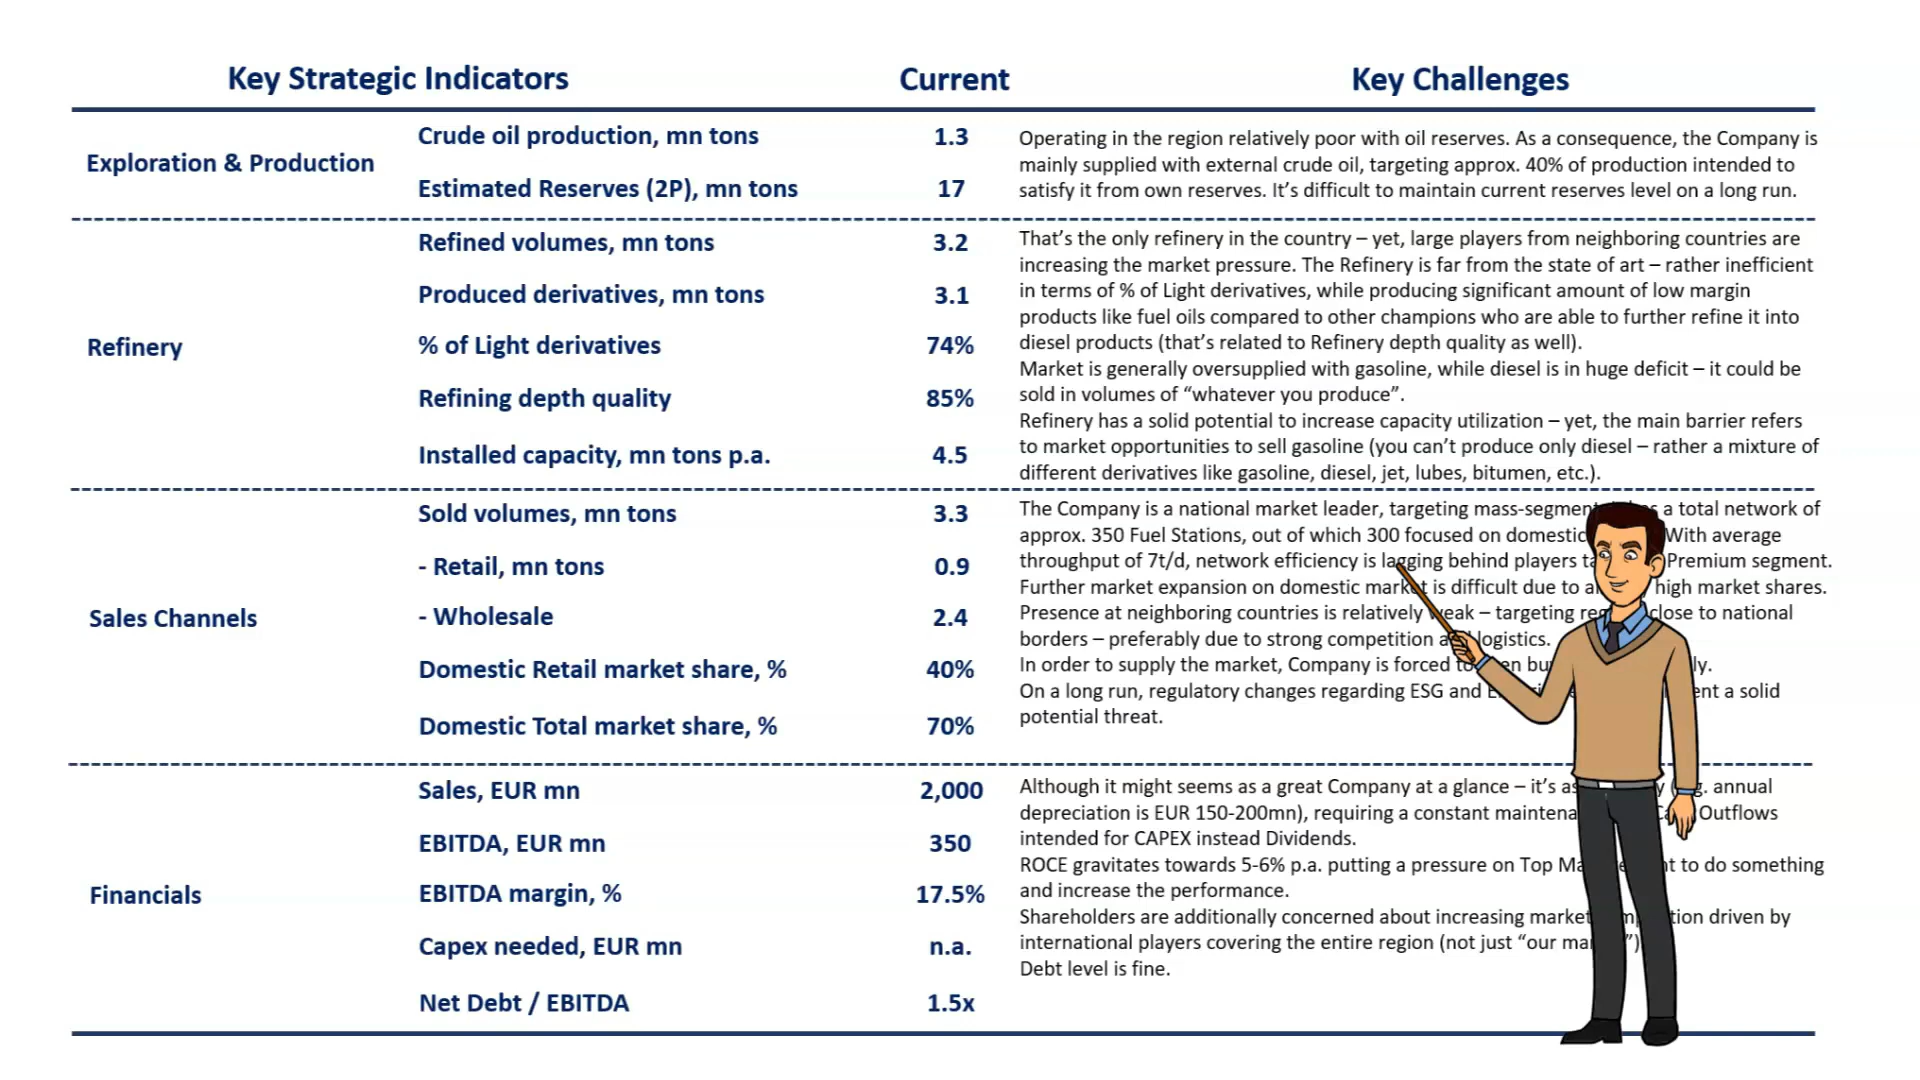 Key Strategic Indicators
Current
Key Challenges
Exploration & Production
Crude oil production, mn tons
1.3
Estimated Reserves (2P), mn tons
17
Operating in the region relatively poor with oil reserves. As a consequence, the Company is
mainly supplied with external crude oil, targeting approx. 40% of production intended to
satisfy it from own reserves. It's difficult to maintain current reserves level on a long run.
Refinery
Refined volumes, mn tons
3.2
Produced derivatives, mn tons
3.1
% of Light derivatives
74%
Refining depth quality
85%
Installed capacity, mn tons p.a.
4.5
That's the only refinery in the country – yet, large players from neighboring countries are
increasing the market pressure. The Refinery is far from the state of art – rather inefficient
in terms of % of Light derivatives, while producing significant amount of low margin
products like fuel oils compared to other champions who are able to further refine it into
diesel products (that's related to Refinery depth quality as well).
Market is generally oversupplied with gasoline, while diesel is in huge deficit – it could be
sold in volumes of “whatever you produce”.
Refinery has a solid potential to increase capacity utilization – yet, the main barrier refers
to market opportunities to sell gasoline (you can't produce only diesel – rather a mixture of
different derivatives like gasoline, diesel, jet, lubes, bitumen, etc.).
Sales Channels
Sold volumes, mn tons
3.3
- Retail, mn tons
0.9
- Wholesale
2.4
Domestic Retail market share, %
40%
Domestic Total market share, %
70%
The Company is a national market leader, targeting a total network of
approx. 350 Fuel Stations, out of which 300 focused on domestic With average
throughput of 7t/d, network efficiency is lagging behind players Premium segment.
Further market expansion on domestic market is difficult due to high market shares.
Presence at neighboring countries is relatively weak – targeting close to national
borders – preferably due to strong competition logistics.
In order to supply the market, Company is forced to
On a long run, regulatory changes regarding ESG and a solid
potential threat.
Financials
Sales, EUR mn
2,000
EBITDA, EUR mn
350
EBITDA margin, %
17.5%
Capex needed, EUR mn
n.a.
Net Debt / EBITDA
1.5x
Although it might seems as a great Company at a glance – it's annual
depreciation is EUR 150-200mn), requiring a constant Outflows
intended for CAPEX instead Dividends.
ROCE gravitates towards 5-6% p.a. putting a pressure on Top to do something
and increase the performance.
Shareholders are additionally concerned about increasing market driven by
international players covering the entire region (not just “our
Debt level is fine.